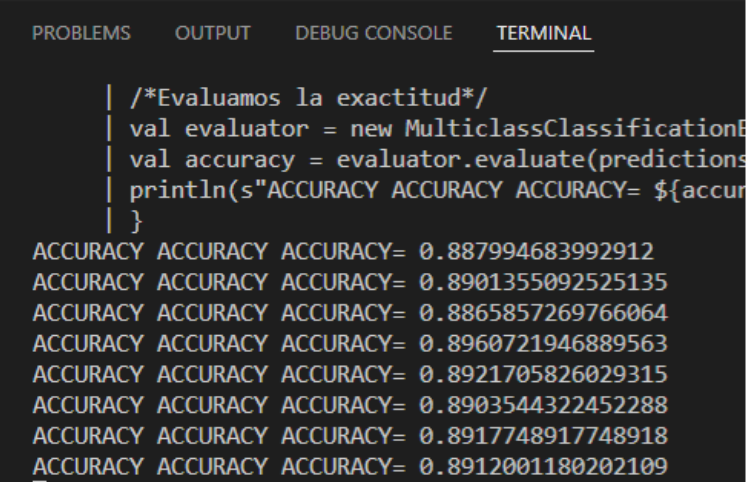 PROBLEMS OUTPUT DEBUG CONSOLE TERMINAL
| /*Evaluamos la exactitud*/
| val evaluator = new MulticlassClassificationE
| val accuracy = evaluator.evaluate(predictions
| println(s"ACCURACY ACCURACY ACCURACY= ${accur
| }
ACCURACY ACCURACY ACCURACY= 0.887994683992912
ACCURACY ACCURACY ACCURACY= 0.8901355092525135
ACCURACY ACCURACY ACCURACY= 0.8865857269766064
ACCURACY ACCURACY ACCURACY= 0.8960721946889563
ACCURACY ACCURACY ACCURACY= 0.8921705826029315
ACCURACY ACCURACY ACCURACY= 0.8903544322452288
ACCURACY ACCURACY ACCURACY= 0.8917748917748918
ACCURACY ACCURACY ACCURACY= 0.8912001180202109